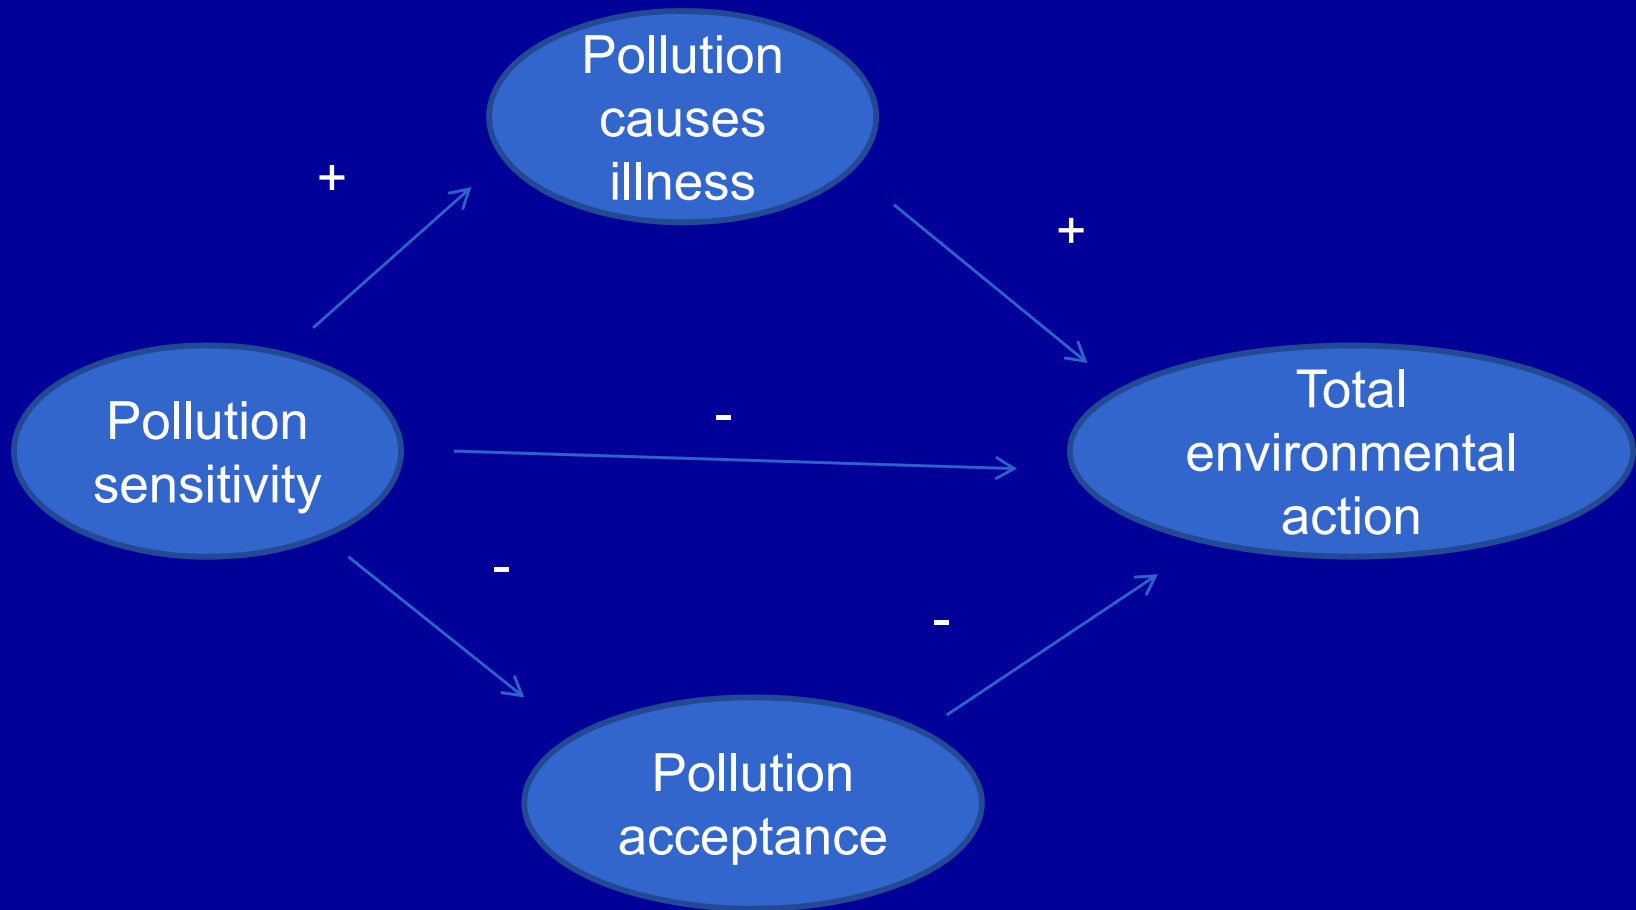 Pollution
causes
illness
+
+
Pollution
sensitivity
-
Total
environmental
action
-
-
Pollution
acceptance